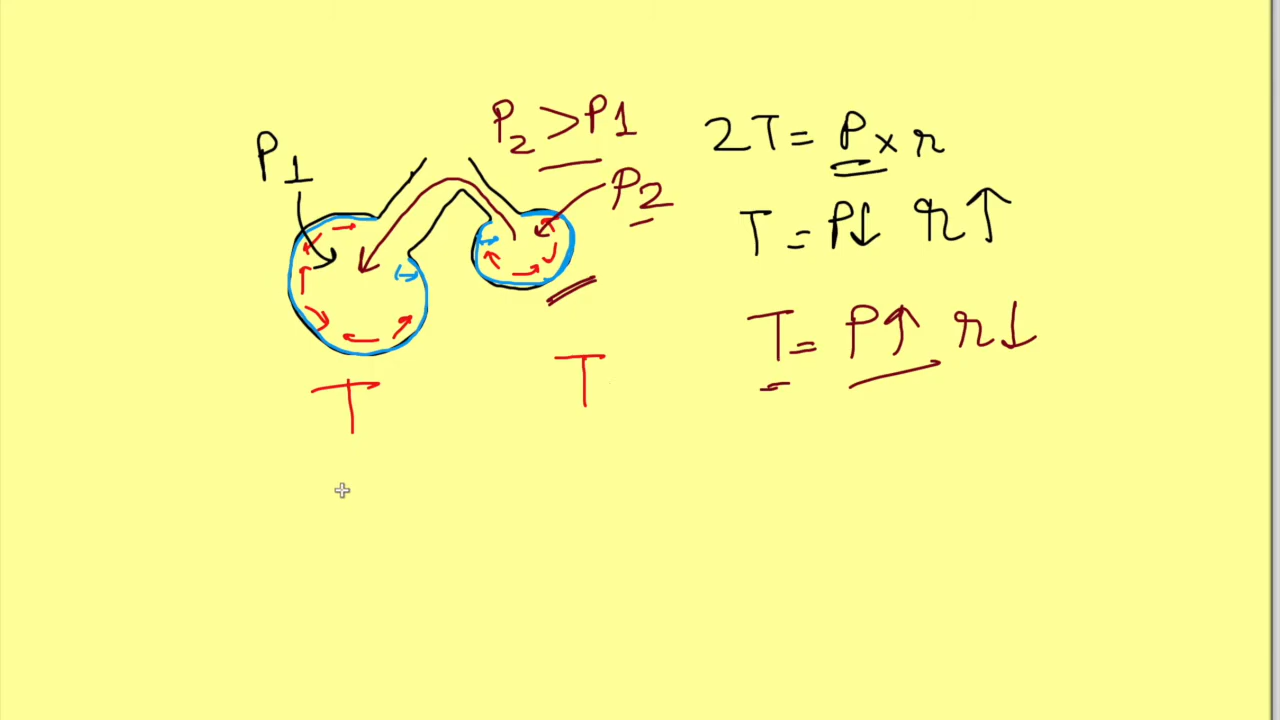 P₂ > P1
P1
P2
2T = P x r
T = P↓ r↑
T = P↑ r↓
T
T